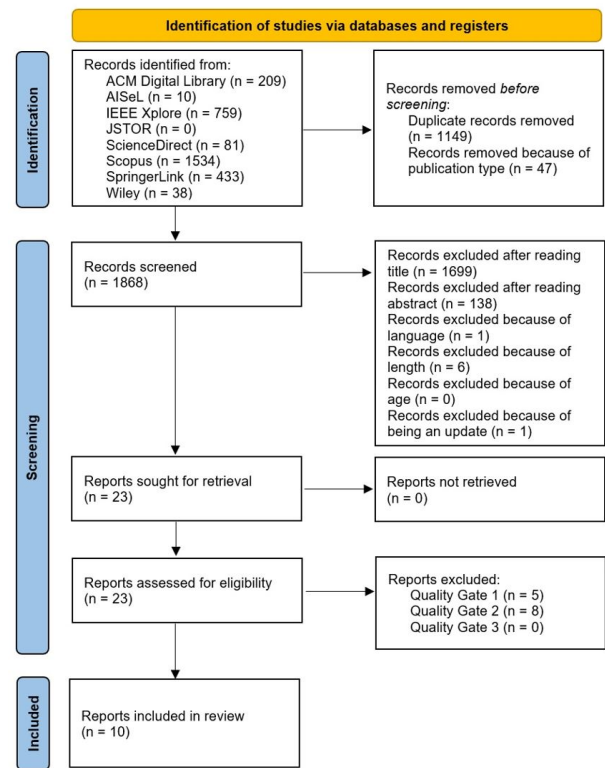 Identification of studies via databases and registers
Identification
Records identified from:
ACM Digital Library (n = 209)
AISeL (n = 10)
IEEE Xplore (n = 759)
JSTOR (n = 0)
ScienceDirect (n = 81)
Scopus (n = 1534)
SpringerLink (n = 433)
Wiley (n = 38)
Records removed before
screening:
Duplicate records removed
(n = 1149)
Records removed because of
publication type (n = 47)
Screening
Records screened
(n = 1868)
Records excluded after reading
title (n = 1699)
Records excluded after reading
abstract (n = 138)
Records excluded because of
language (n = 1)
Records excluded because of
length (n = 6)
Records excluded because of
age (n = 0)
Records excluded because of
being an update (n = 1)
Reports sought for retrieval
(n = 23)
Reports not retrieved
(n = 0)
Reports assessed for eligibility
(n = 23)
Reports excluded:
Quality Gate 1 (n = 5)
Quality Gate 2 (n = 8)
Quality Gate 3 (n = 0)
Included
Reports included in review
(n = 10)